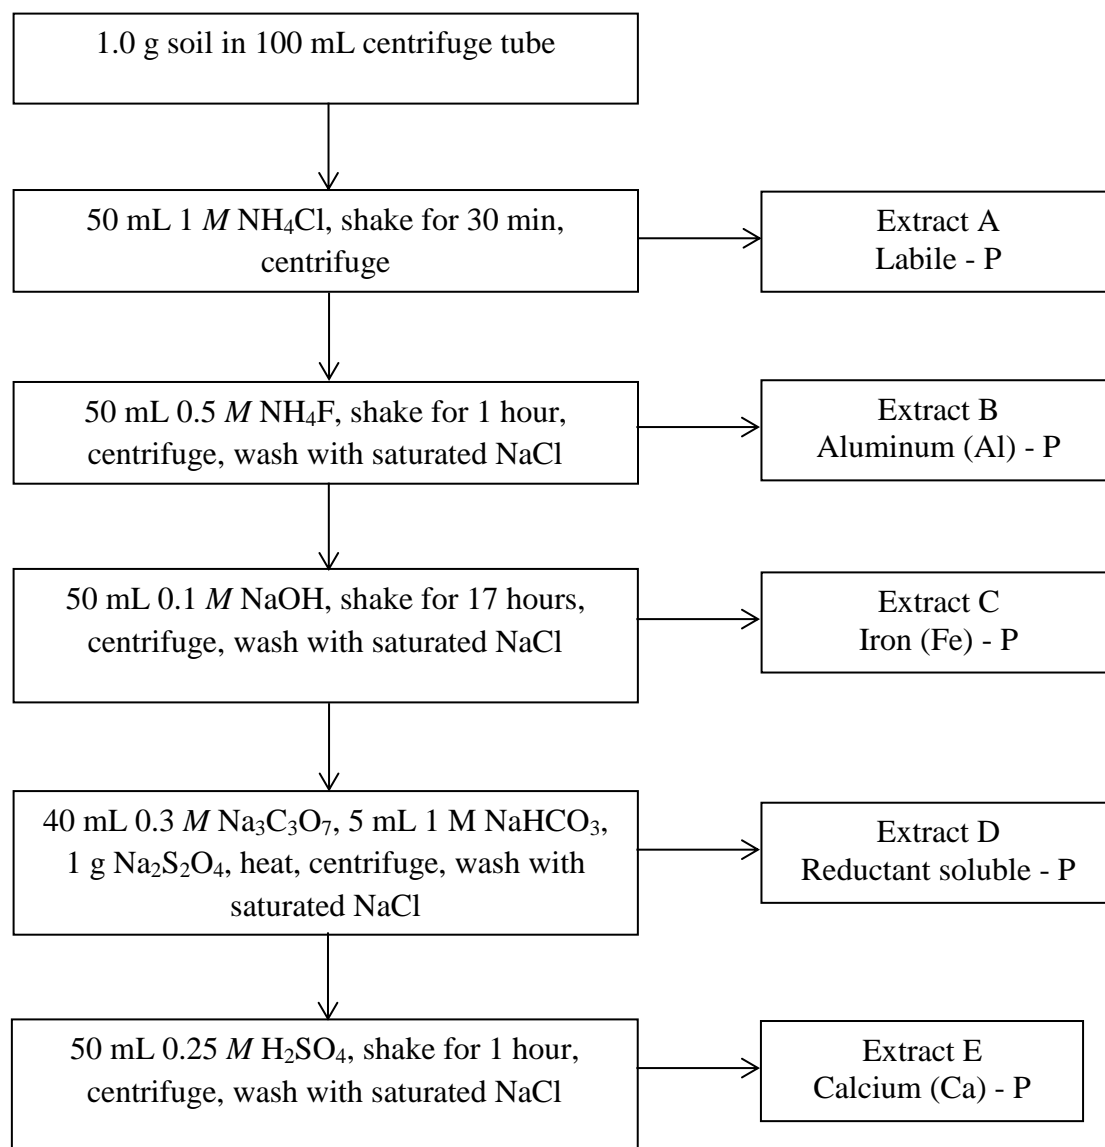 1.0 g soil in 100 mL centrifuge tube
50 mL 1 M NH₄Cl, shake for 30 min,
centrifuge
Extract A
Labile - P
50 mL 0.5 M NH₄F, shake for 1 hour,
centrifuge, wash with saturated NaCl
Extract B
Aluminum (Al) - P
50 mL 0.1 M NaOH, shake for 17 hours,
centrifuge, wash with saturated NaCl
Extract C
Iron (Fe) - P
40 mL 0.3 M Na₃C₃O₇, 5 mL 1 M NaHCO₃,
1 g Na₂S₂O₄, heat, centrifuge, wash with
saturated NaCl
Extract D
Reductant soluble - P
50 mL 0.25 M H₂SO₄, shake for 1 hour,
centrifuge, wash with saturated NaCl
Extract E
Calcium (Ca) - P